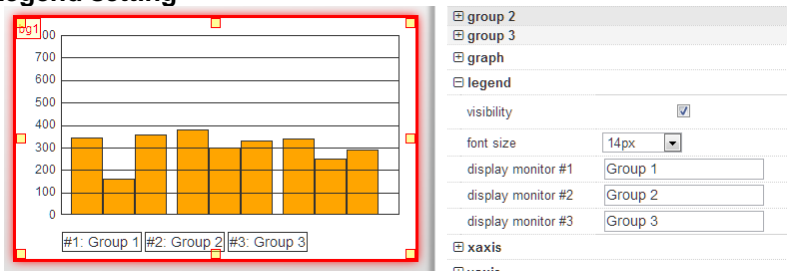 Legend setting
bg1
00
700
600
500
400
300
200
100
0
#1: Group 1 #2: Group 2 #3: Group 3
group 2
group 3
graph
legend
visibility
font size 14px
display monitor #1 Group 1
display monitor #2 Group 2
display monitor #3 Group 3
xaxis